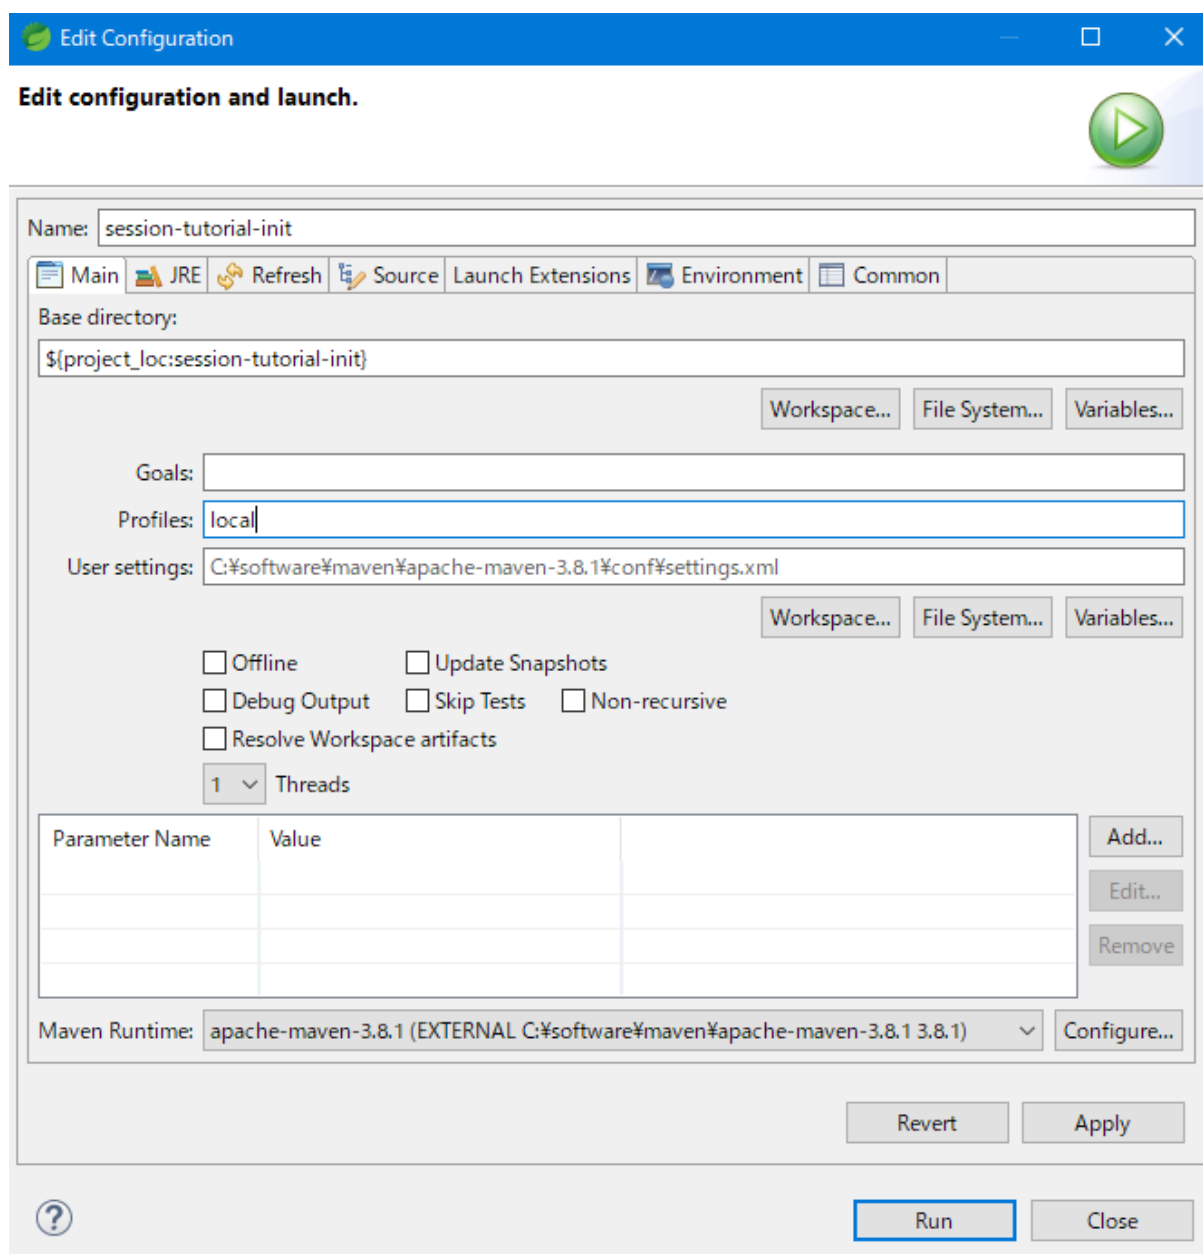 Edit Configuration
Edit configuration and launch.
Name: session-tutorial-init
Main JRE Refresh Source Launch Extensions Environment Common
Base directory:
${project_loc:session-tutorial-init}
Workspace... File System... Variables...
Goals:
Profiles: local
User settings: C:¥software¥maven¥apache-maven-3.8.1¥conf¥settings.xml
Workspace... File System... Variables...
Offline Update Snapshots
Debug Output Skip Tests Non-recursive
Resolve Workspace artifacts
1 Threads
Parameter Name Value Add...
Edit...
Remove
Maven Runtime: apache-maven-3.8.1 (EXTERNAL C:¥software¥maven¥apache-maven-3.8.1 3.8.1) Configure...
Revert Apply
? Run Close